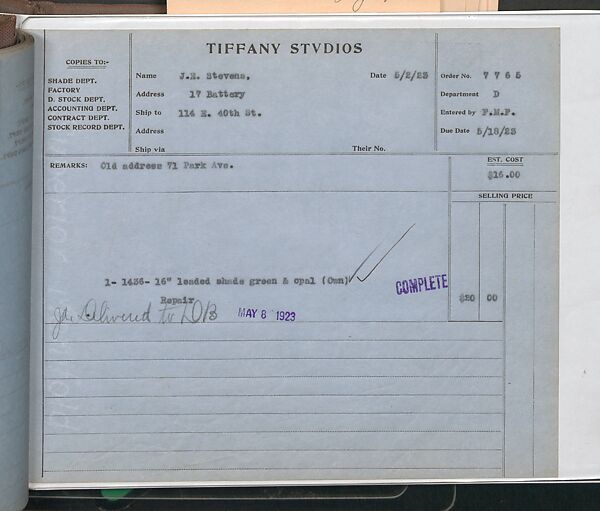 TIFFANY STVDIOS
COPIES TO:-
SHADE DEPT.
FACTORY
D. STOCK DEPT.
ACCOUNTING DEPT.
CONTRACT DEPT.
STOCK RECORD DEPT.
Name J.E. Stevens, Date 5/2/23
Address 17 Battery
Ship to 114 E. 40th St.
Address
Ship via Their No.
Order No. 7765
Department D
Entered by F.M.F.
Due Date 5/18/23
REMARKS: Old address 71 Park Ave.
EST. COST
$16.00
SELLING PRICE
1- 1436- 16" leaded shade green & opal (Own)
COMPLETE
Repair $20 00
Delivered to
MAY 8 1923